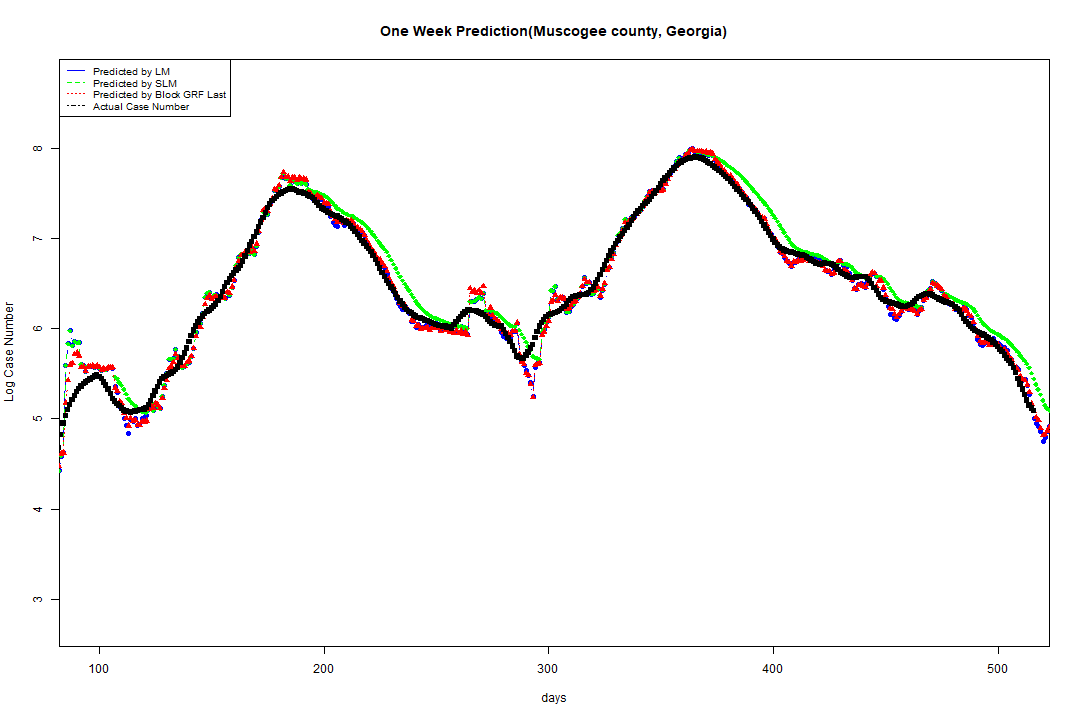 One Week Prediction(Muscogee county, Georgia)
Predicted by LM
Predicted by SLM
Predicted by Block GRF Last
Actual Case Number
8
7
6
5
4
3
Log Case Number
100 200 300 400 500
days